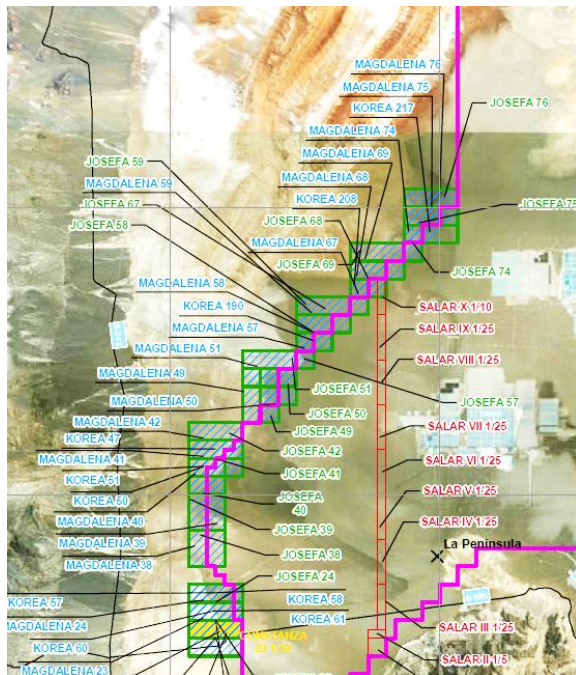 MAGDALENA 76
MAGDALENA 75
JOSEFA 76
KOREA 217
MAGDALENA 74
MAGDALENA 69
JOSEFA 59
MAGDALENA 68
MAGDALENA 59
KOREA 208
JOSEFA 67
JOSEFA 75
JOSEFA 68
JOSEFA 58
MAGDALENA 67
JOSEFA 69
JOSEFA 74
MAGDALENA 58
KOREA 190
SALAR X 1/10
MAGDALENA 57
SALAR IX 1/25
MAGDALENA 51
SALAR VIII 1/25
MAGDALENA 49
JOSEFA 51
MAGDALENA 50
JOSEFA 57
JOSEFA 50
MAGDALENA 42
JOSEFA 49
SALAR VII 1/25
KOREA 47
JOSEFA 42
MAGDALENA 41
SALAR VI 1/25
JOSEFA 41
KOREA 51
SALAR V 1/25
KOREA 50
JOSEFA
40
MAGDALENA 40
SALAR IV 1/25
JOSEFA 39
MAGDALENA 39
La Peninsula
JOSEFA 38
MAGDALENA 38
JOSEFA 24
KOREA 57
KOREA 58
KOREA 61
MAGDALENA 24
SALAR III 1/25
KOREA 60
23 1/30
SALAR II 1/5
MAGDALENA 23